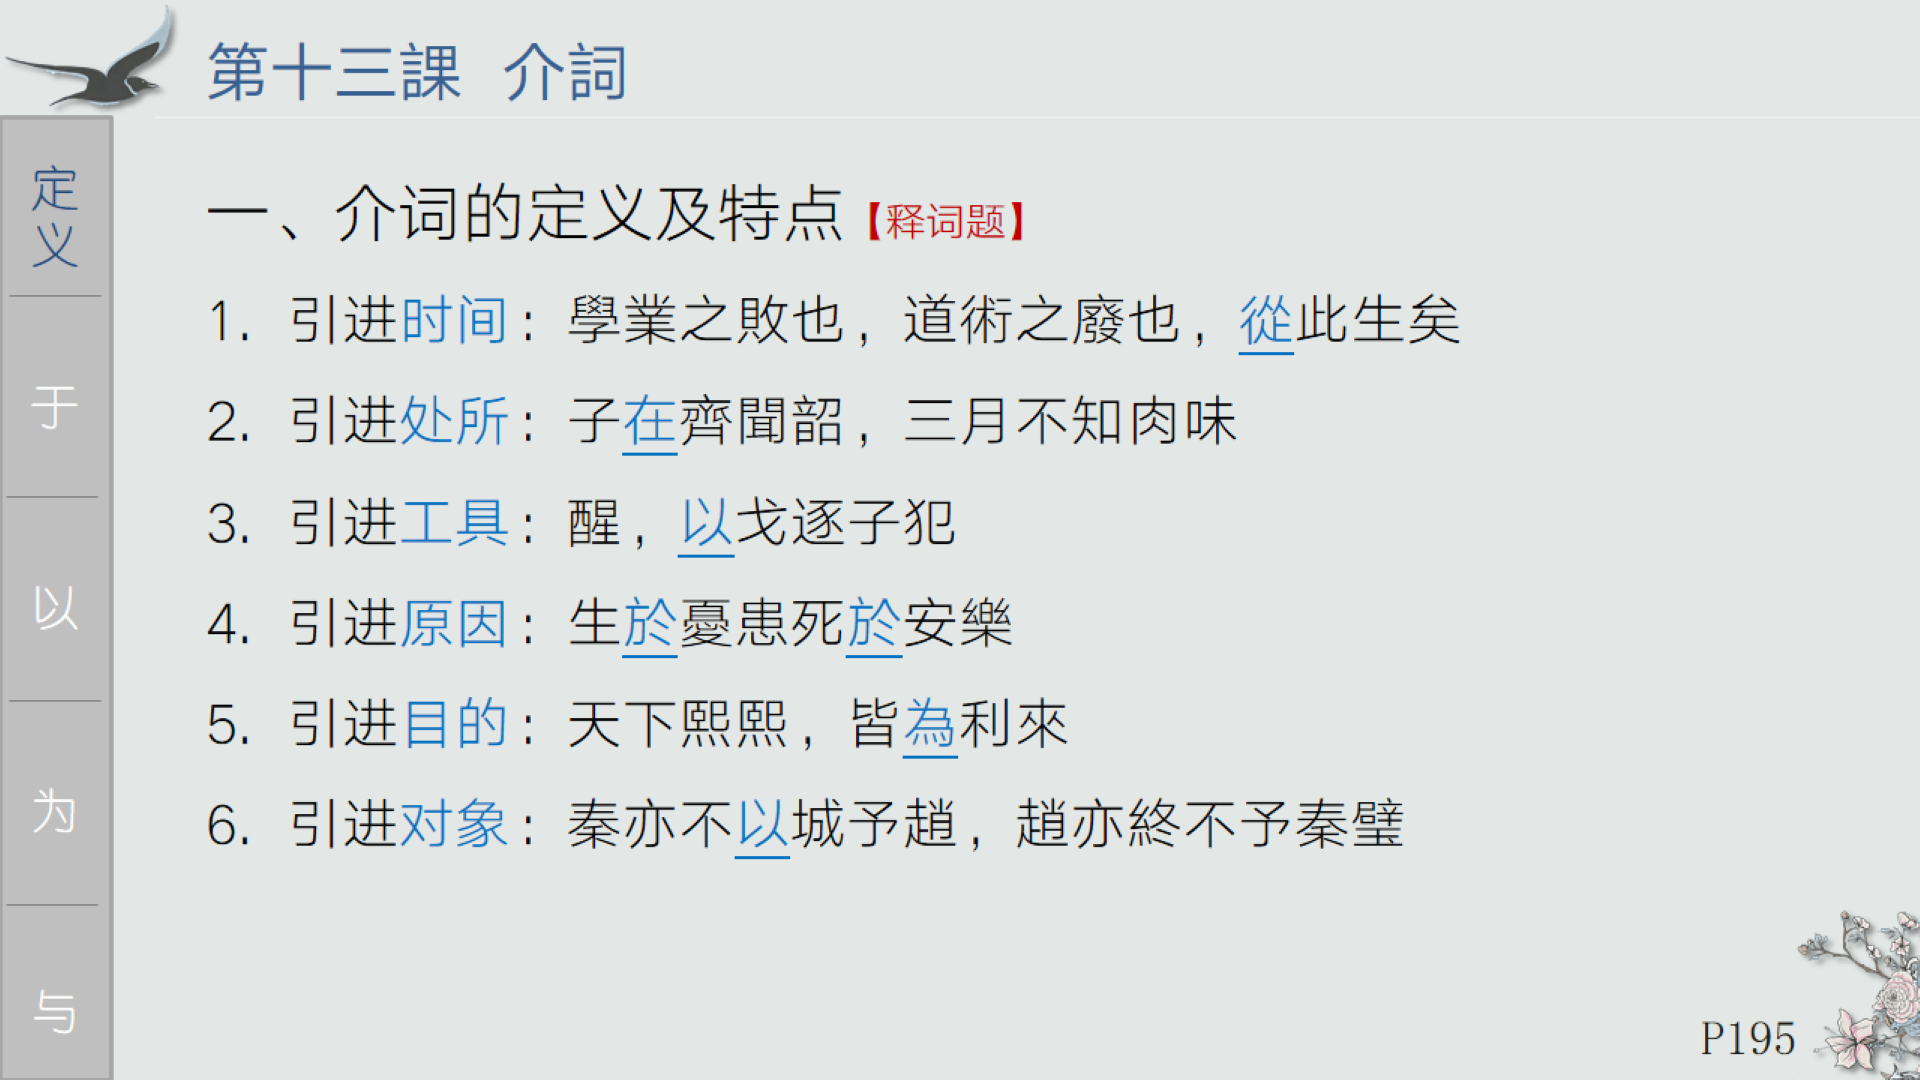 第十三課 介詞
定义
于
以
为
与
一、介词的定义及特点【释词题】
1. 引进时间：學業之敗也，道術之廢也，從此生矣
2. 引进处所：子在齊聞韶，三月不知肉味
3. 引进工具：醒，以戈逐子犯
4. 引进原因：生於憂患死於安樂
5. 引进目的：天下熙熙，皆為利來
6. 引进对象：秦亦不以城予趙，趙亦終不予秦璧
P195